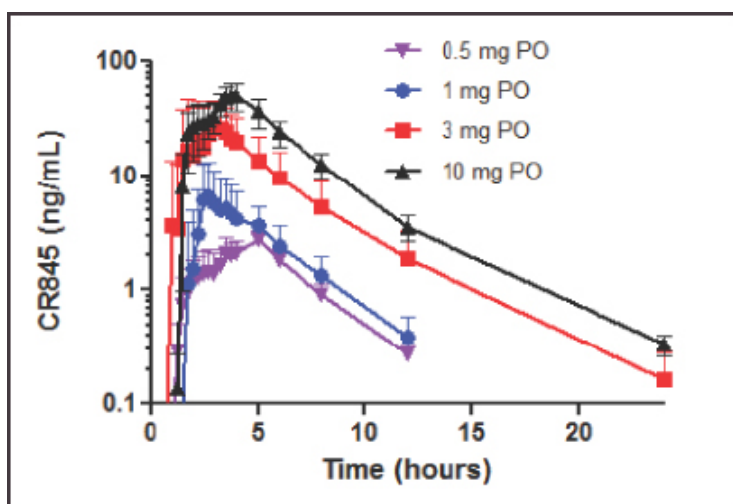 100
10
1
0.1
CR845 (ng/mL)
0.5 mg PO
1 mg PO
3 mg PO
10 mg PO
0 5 10 15 20
Time (hours)